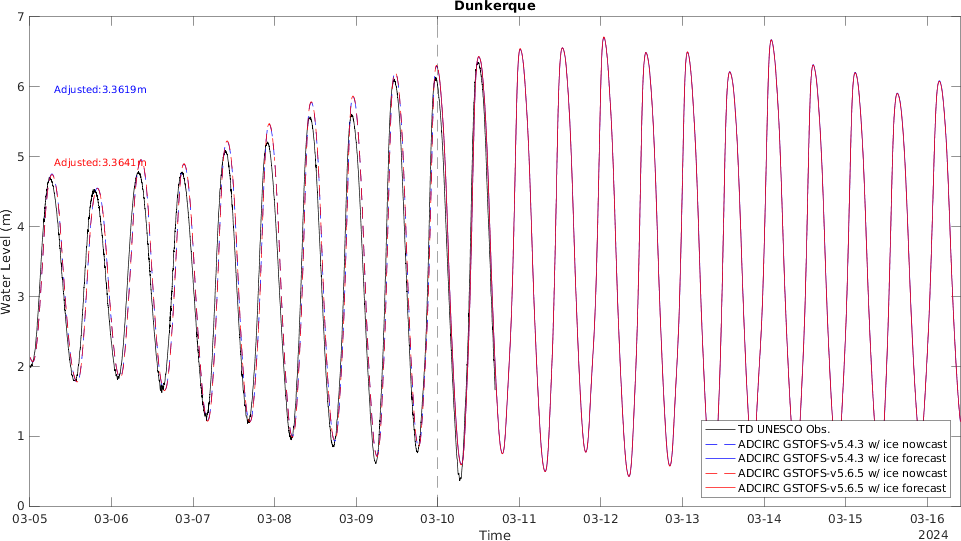 Dunkerque
7
6
5
4
3
2
1
0
Water Level (m)
Adjusted:3.3619m
Adjusted:3.3641m
TD UNESCO Obs.
ADCIRC GSTOFS-v5.4.3 w/ ice nowcast
ADCIRC GSTOFS-v5.4.3 w/ ice forecast
ADCIRC GSTOFS-v5.6.5 w/ ice nowcast
ADCIRC GSTOFS-v5.6.5 w/ ice forecast
03-05 03-06 03-07 03-08 03-09 03-10 03-11 03-12 03-13 03-14 03-15 03-16
Time
2024